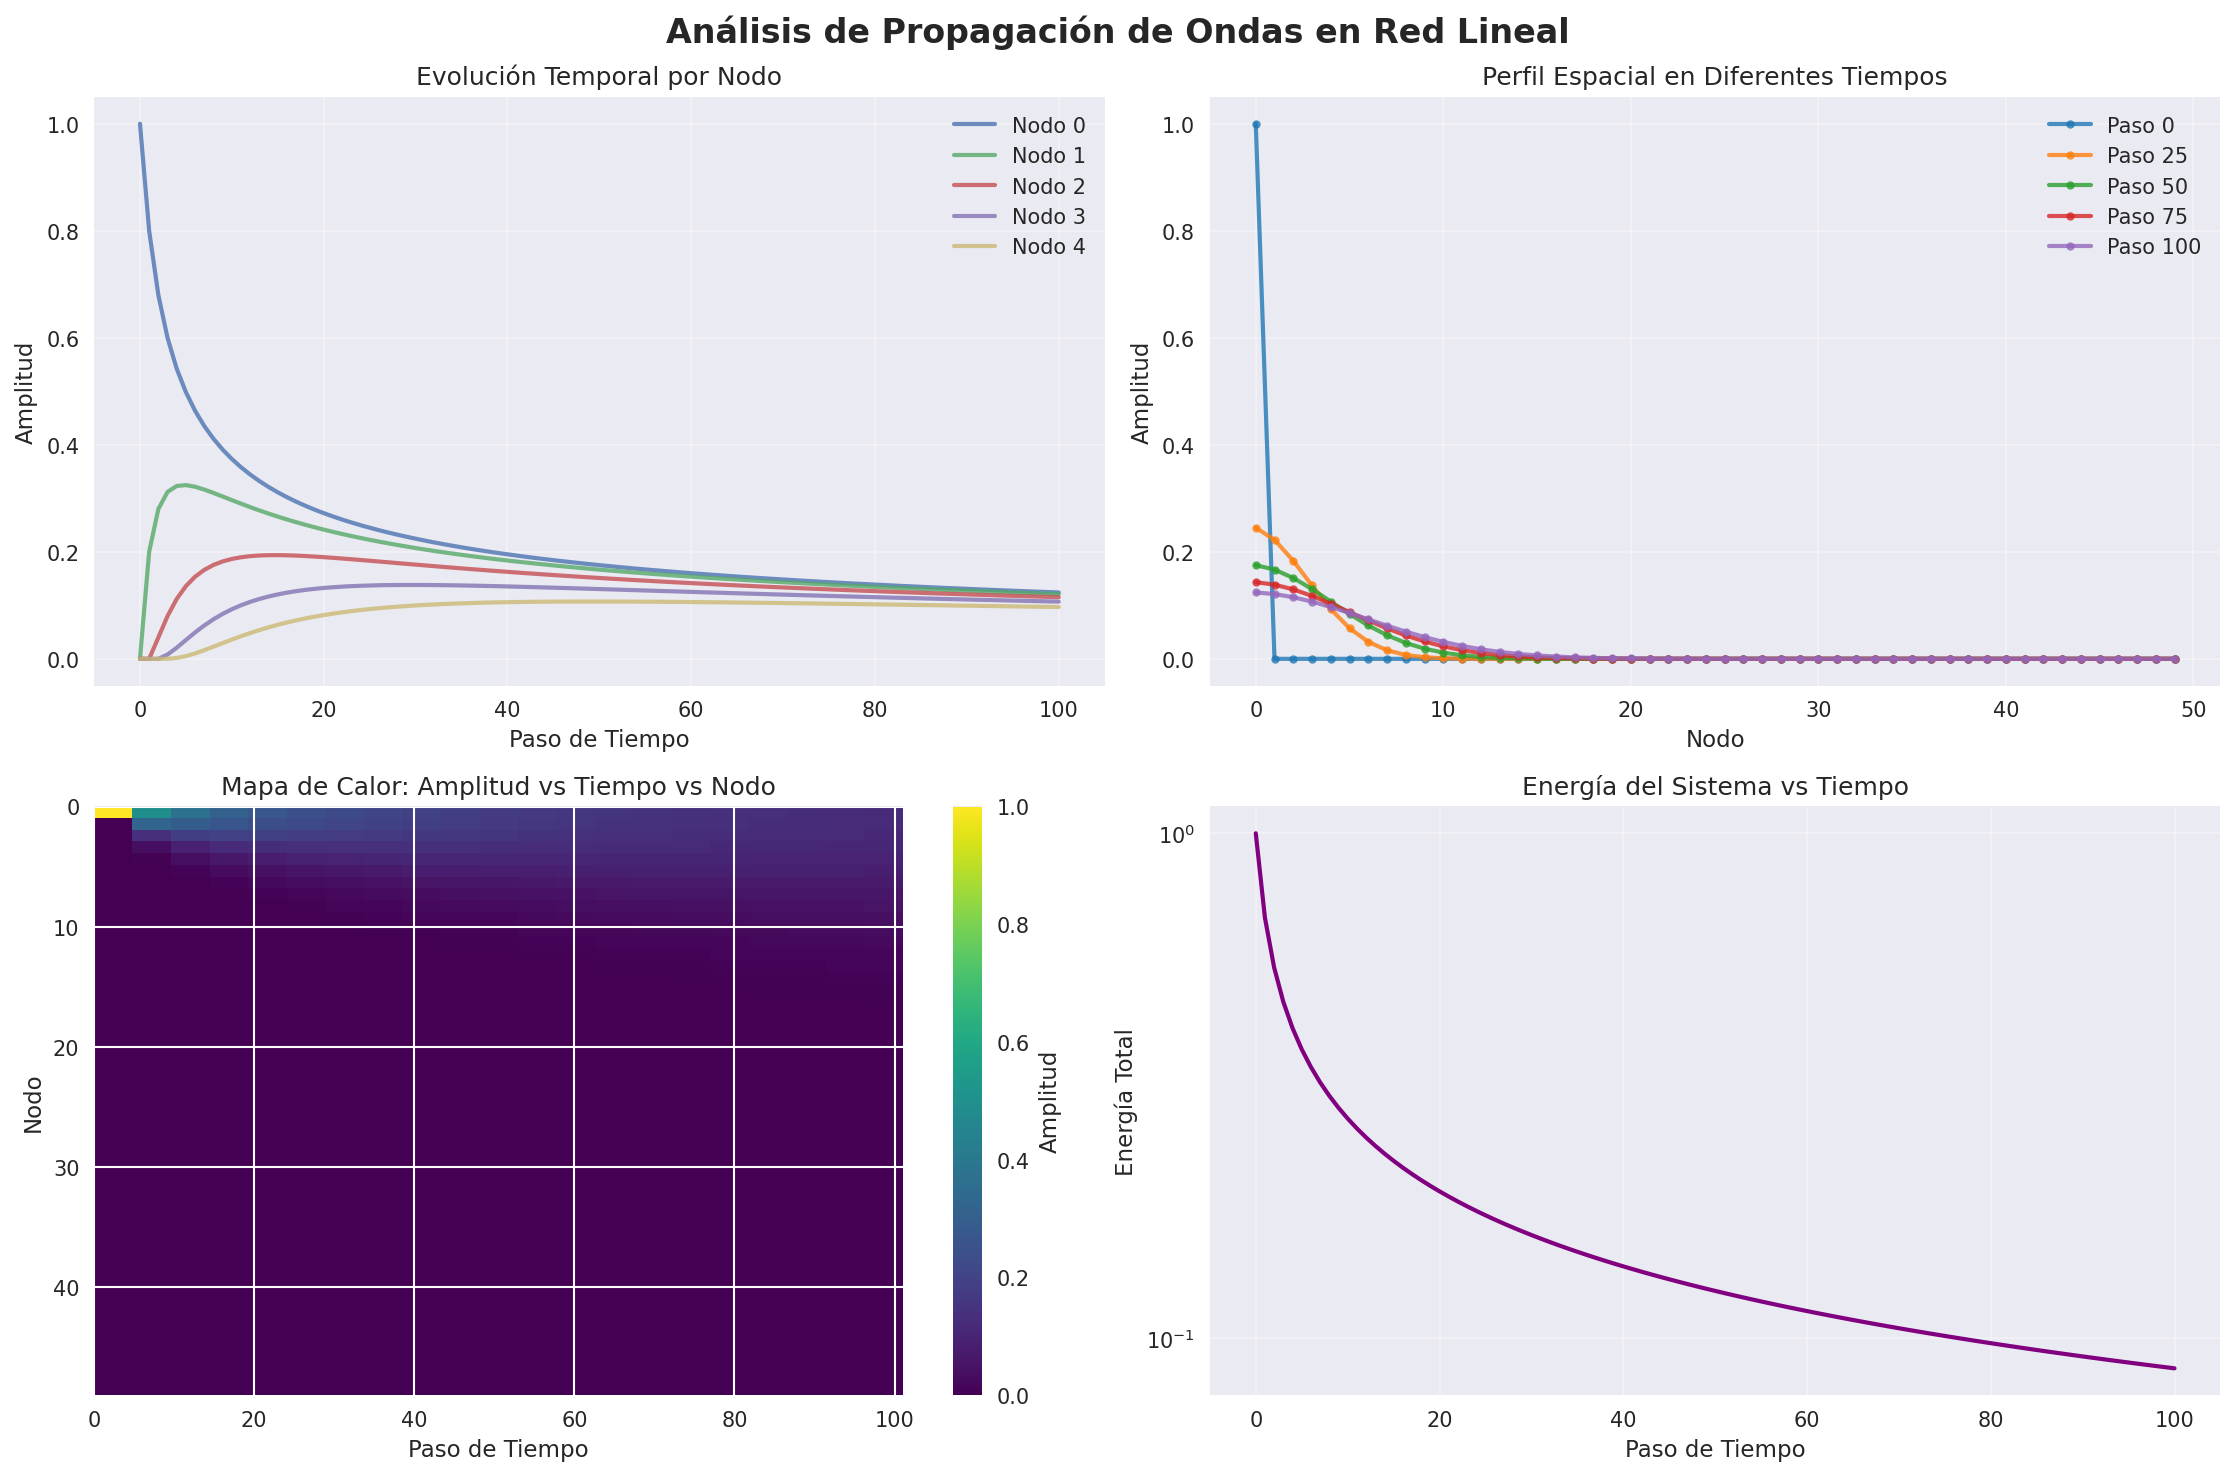 Análisis de Propagación de Ondas en Red Lineal
Evolución Temporal por Nodo
1.0
0.8
0.6
0.4
0.2
0.0
Amplitud
Nodo 0
Nodo 1
Nodo 2
Nodo 3
Nodo 4
0 20 40 60 80 100
Paso de Tiempo
Perfil Espacial en Diferentes Tiempos
1.0
0.8
0.6
0.4
0.2
0.0
Amplitud
Paso 0
Paso 25
Paso 50
Paso 75
Paso 100
0 10 20 30 40 50
Nodo
Mapa de Calor: Amplitud vs Tiempo vs Nodo
0
10
20
30
40
Nodo
0 20 40 60 80 100
Paso de Tiempo
1.0
0.8
0.6
0.4
0.2
0.0
Amplitud
Energía del Sistema vs Tiempo
10⁰
10⁻¹
Energía Total
0 20 40 60 80 100
Paso de Tiempo